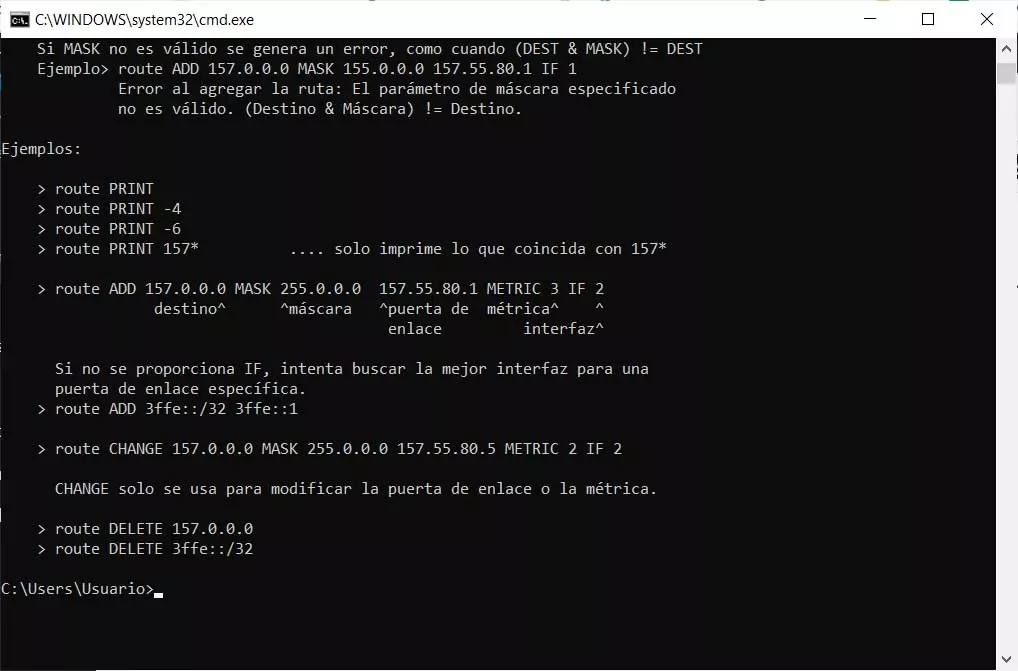 C:\WINDOWS\system32\cmd.exe
Si MASK no es válido se genera un error, como cuando (DEST & MASK) != DEST
Ejemplo> route ADD 157.0.0.0 MASK 155.0.0.0 157.55.80.1 IF 1
Error al agregar la ruta: El parámetro de máscara especificado
no es válido. (Destino & Máscara) != Destino.
Ejemplos:
> route PRINT
> route PRINT -4
> route PRINT -6
> route PRINT 157*          .... solo imprime lo que coincida con 157*
> route ADD 157.0.0.0 MASK 255.0.0.0  157.55.80.1 METRIC 3 IF 2
destino^      ^máscara   ^puerta de  métrica^    ^
enlace         interfaz^
Si no se proporciona IF, intenta buscar la mejor interfaz para una
puerta de enlace específica.
> route ADD 3ffe::/32 3ffe::1
> route CHANGE 157.0.0.0 MASK 255.0.0.0 157.55.80.5 METRIC 2 IF 2
CHANGE solo se usa para modificar la puerta de enlace o la métrica.
> route DELETE 157.0.0.0
> route DELETE 3ffe::/32
C:\Users\Usuario>